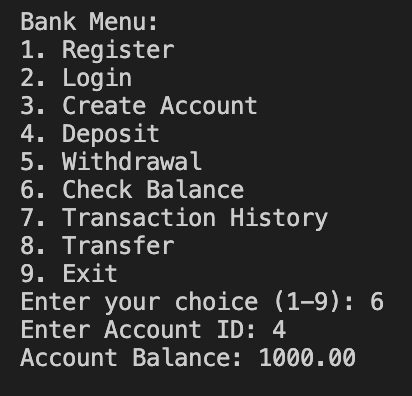 Bank Menu:
1. Register
2. Login
3. Create Account
4. Deposit
5. Withdrawal
6. Check Balance
7. Transaction History
8. Transfer
9. Exit
Enter your choice (1-9): 6
Enter Account ID: 4
Account Balance: 1000.00